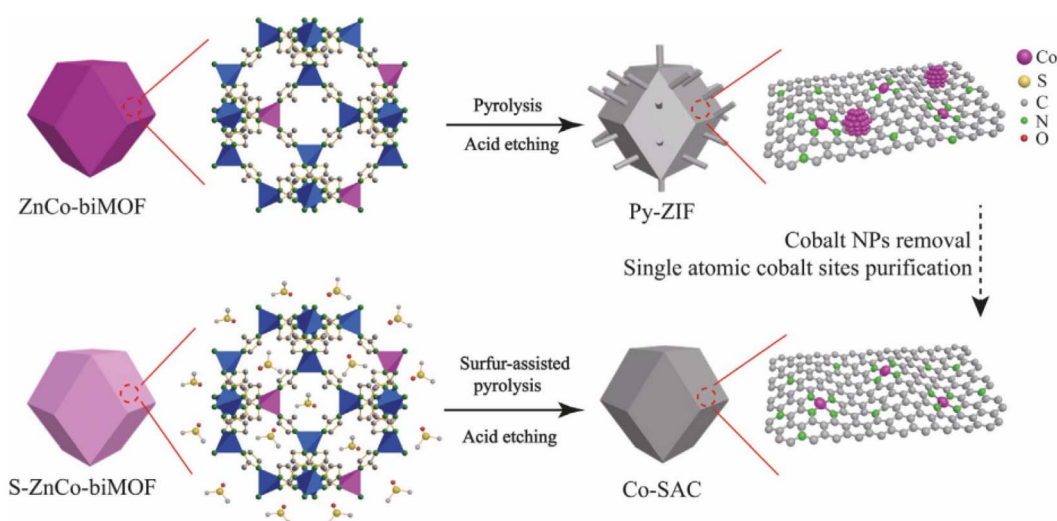 ZnCo-biMOF
Pyrolysis
Acid etching
Py-ZIF
Co
S
C
N
O
Cobalt NPs removal
Single atomic cobalt sites purification
S-ZnCo-biMOF
Surfur-assisted
pyrolysis
Acid etching
Co-SAC